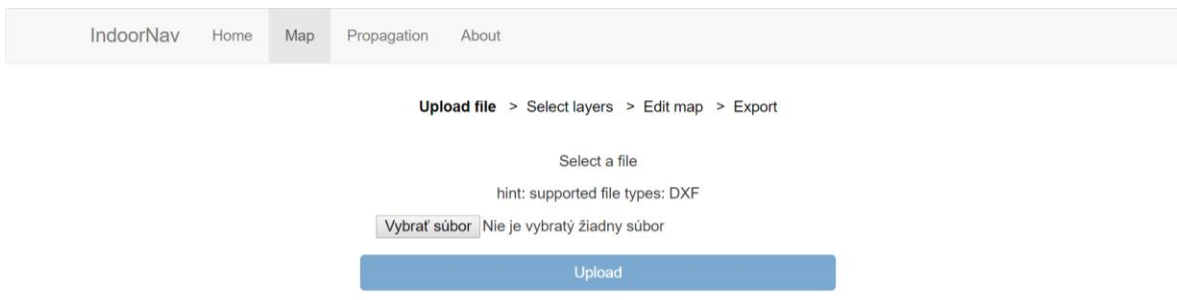 IndoorNav Home Map Propagation About
Upload file > Select layers > Edit map > Export
Select a file
hint: supported file types: DXF
Vybrať súbor Nie je vybratý žiadny súbor
Upload